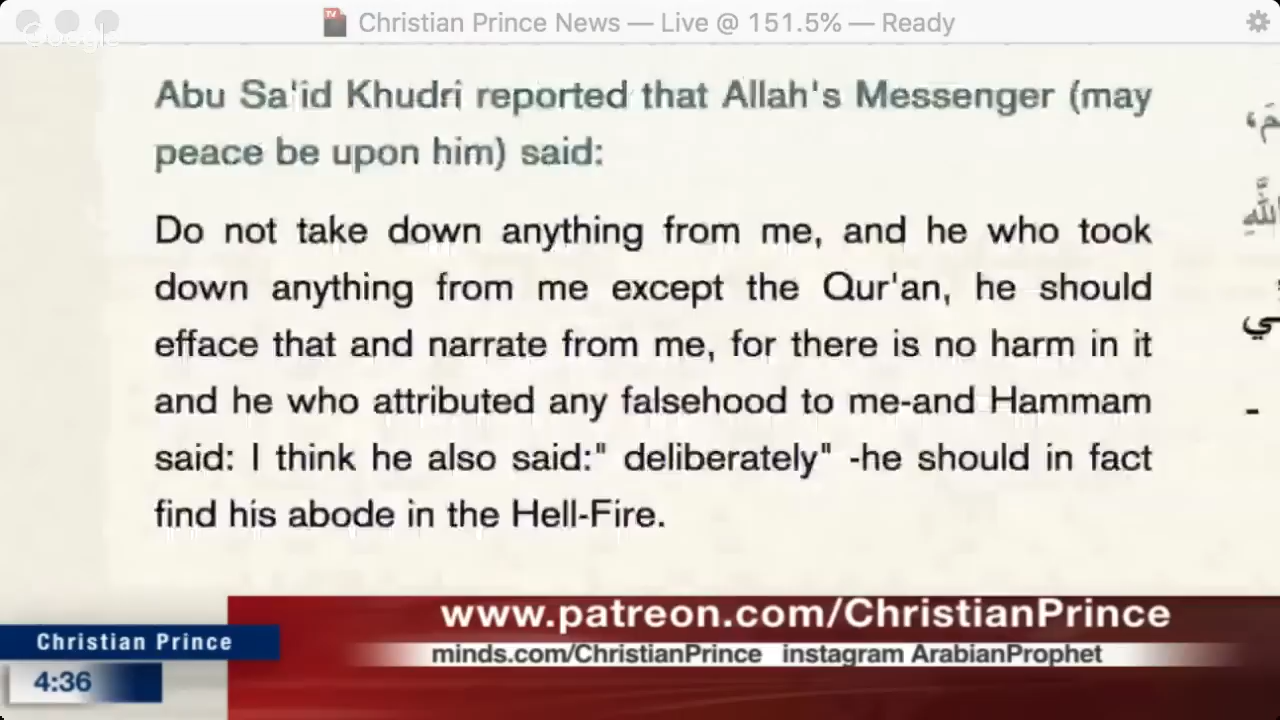 Christian Prince News — Live @ 151.5% — Ready
Google
Abu Sa'id Khudri reported that Allah's Messenger (may
peace be upon him) said:
Do not take down anything from me, and he who took
down anything from me except the Qur'an, he should
efface that and narrate from me, for there is no harm in it
and he who attributed any falsehood to me-and Hammam
said: I think he also said:" deliberately" -he should in fact
find his abode in the Hell-Fire.
www.patreon.com/ChristianPrince
Christian Prince
minds.com/ChristianPrince instagram ArabianProphet
4:36